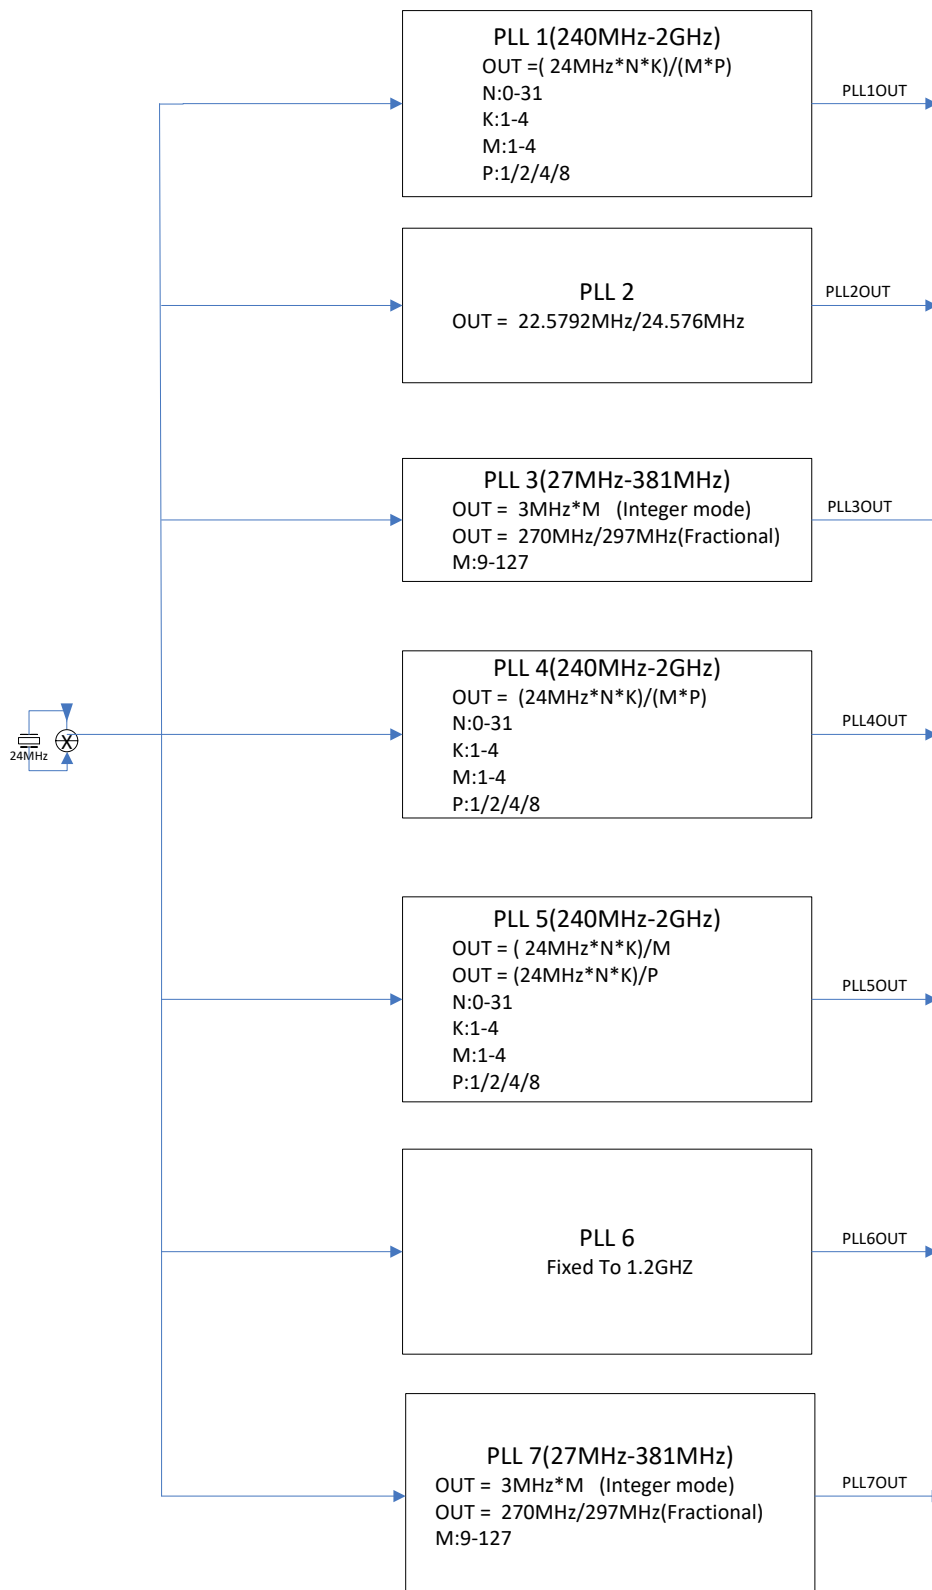 PLL 1(240MHz-2GHz)
OUT =( 24MHz*N*K)/(M*P)
N:0-31
K:1-4
M:1-4
P:1/2/4/8
PLL1OUT
PLL 2
OUT = 22.5792MHz/24.576MHz
PLL2OUT
PLL 3(27MHz-381MHz)
OUT = 3MHz*M (Integer mode)
OUT = 270MHz/297MHz(Fractional)
M:9-127
PLL3OUT
24MHz
X
PLL 4(240MHz-2GHz)
OUT = (24MHz*N*K)/(M*P)
N:0-31
K:1-4
M:1-4
P:1/2/4/8
PLL4OUT
PLL 5(240MHz-2GHz)
OUT = ( 24MHz*N*K)/M
OUT = (24MHz*N*K)/P
N:0-31
K:1-4
M:1-4
P:1/2/4/8
PLL5OUT
PLL 6
Fixed To 1.2GHZ
PLL6OUT
PLL 7(27MHz-381MHz)
OUT = 3MHz*M (Integer mode)
OUT = 270MHz/297MHz(Fractional)
M:9-127
PLL7OUT